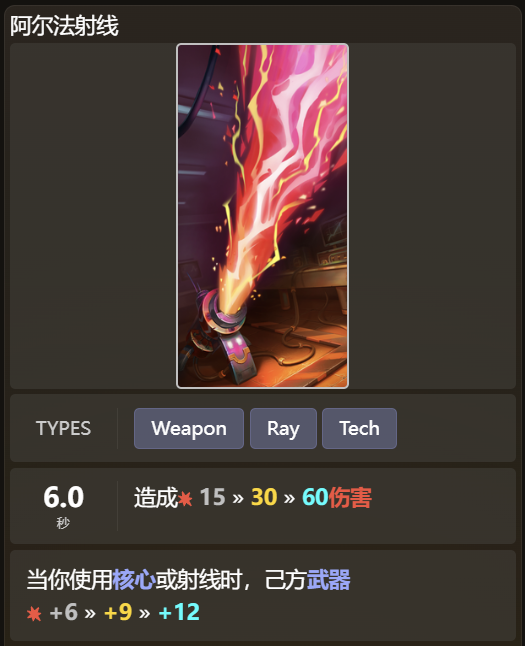 阿尔法射线
TYPES Weapon Ray Tech
6.0 造成 15 » 30 » 60伤害
秒
当你使用核心或射线时，己方武器
+6 » +9 » +12